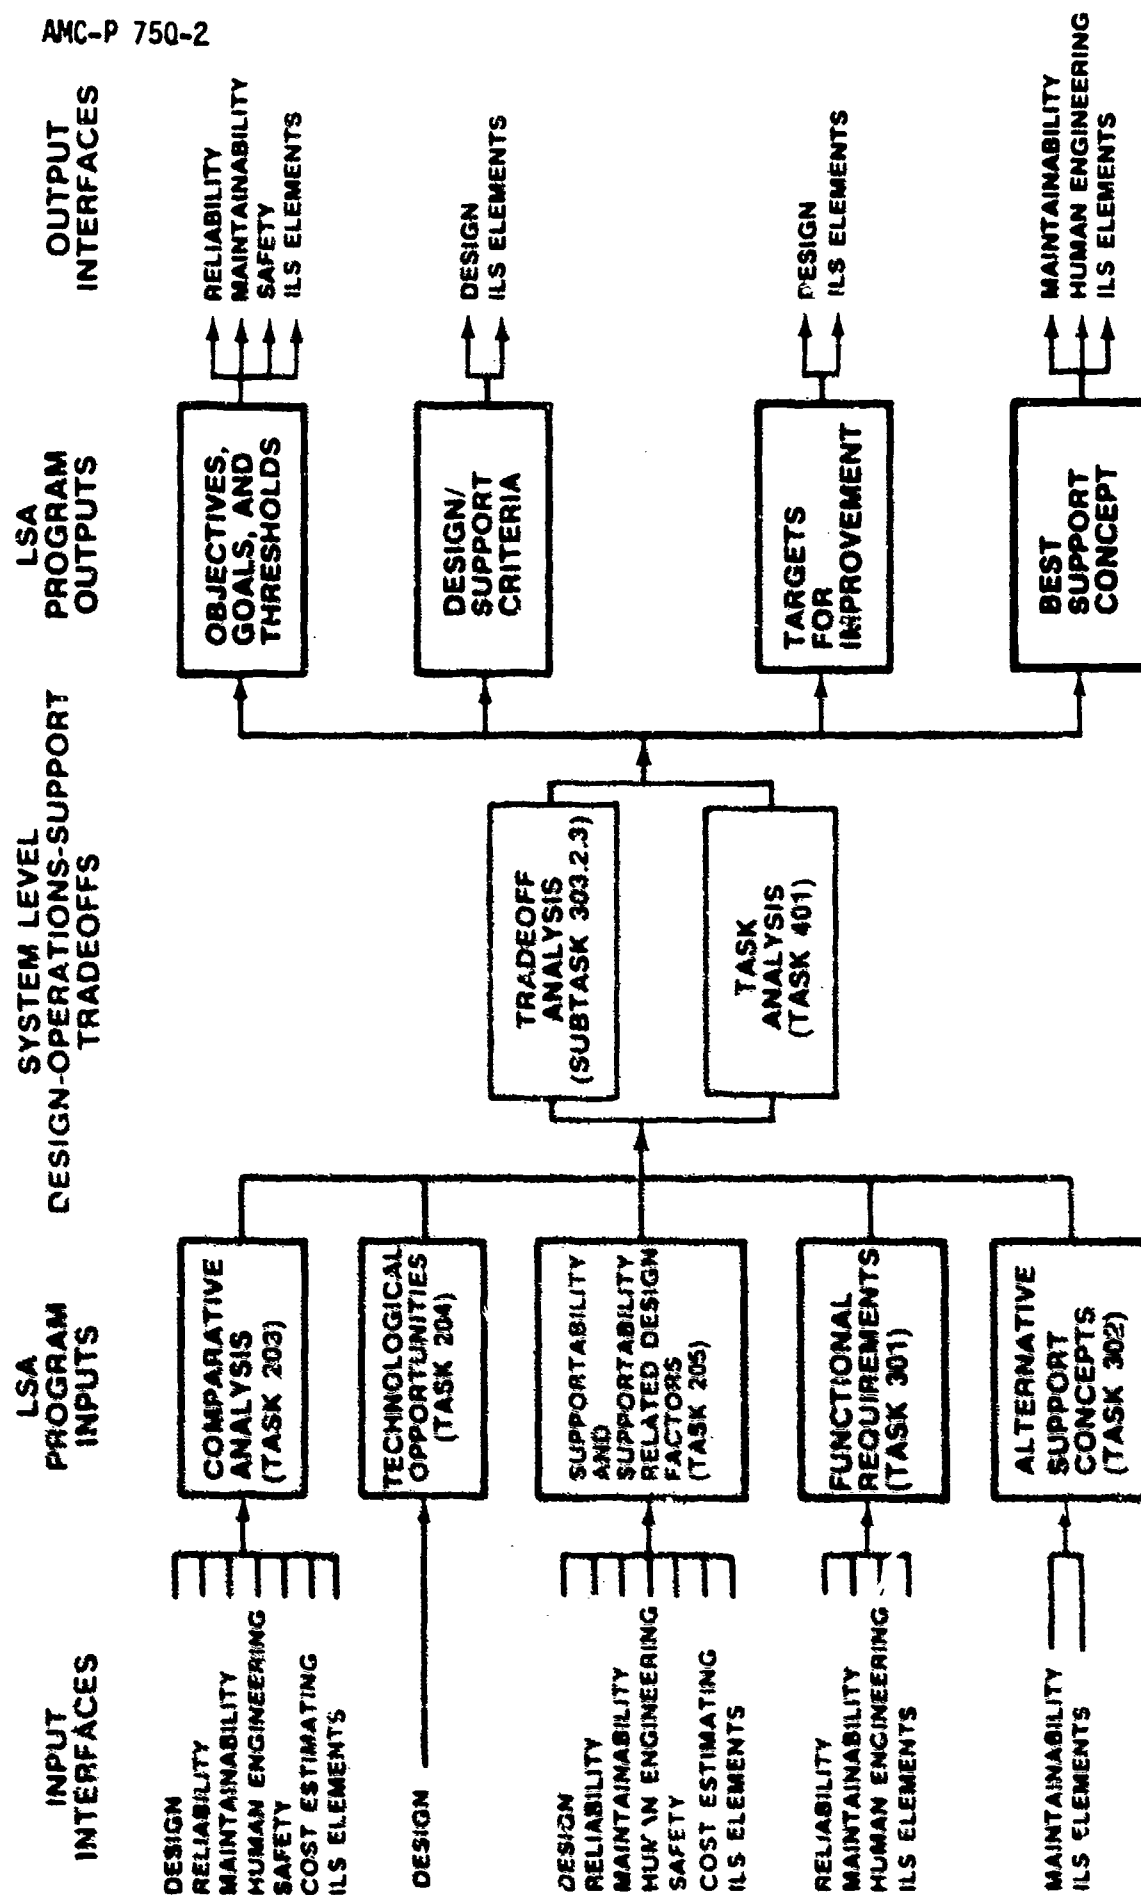 AMC-P 750-2
INPUT
INTERFACES
LSA
PROGRAM
INPUTS
SYSTEM LEVEL
DESIGN-OPERATIONS-SUPPORT
TRADEOFFS
LSA
PROGRAM
OUTPUTS
OUTPUT
INTERFACES
DESIGN
RELIABILITY
MAINTAINABILITY
HUMAN ENGINEERING
SAFETY
COST ESTIMATING
ILS ELEMENTS
COMPARATIVE
ANALYSIS
(TASK 203)
DESIGN
TECHNOLOGICAL
OPPORTUNITIES
(TASK 204)
DESIGN
RELIABILITY
MAINTAINABILITY
HUMAN ENGINEERING
SAFETY
COST ESTIMATING
ILS ELEMENTS
SUPPORTABILITY
AND
SUPPORTABILITY
RELATED DESIGN
FACTORS
(TASK 205)
RELIABILITY
MAINTAINABILITY
HUMAN ENGINEERING
ILS ELEMENTS
FUNCTIONAL
REQUIREMENTS
(TASK 301)
MAINTAINABILITY
ILS ELEMENTS
ALTERNATIVE
SUPPORT
CONCEPTS
(TASK 302)
TRADEOFF
ANALYSIS
(SUBTASK 303.2.3)
TASK
ANALYSIS
(TASK 401)
OBJECTIVES,
GOALS, AND
THRESHOLDS
RELIABILITY
MAINTAINABILITY
SAFETY
ILS ELEMENTS
DESIGN/
SUPPORT
CRITERIA
DESIGN
ILS ELEMENTS
TARGETS
FOR
IMPROVEMENT
DESIGN
ILS ELEMENTS
BEST
SUPPORT
CONCEPT
MAINTAINABILITY
HUMAN ENGINEERING
ILS ELEMENTS